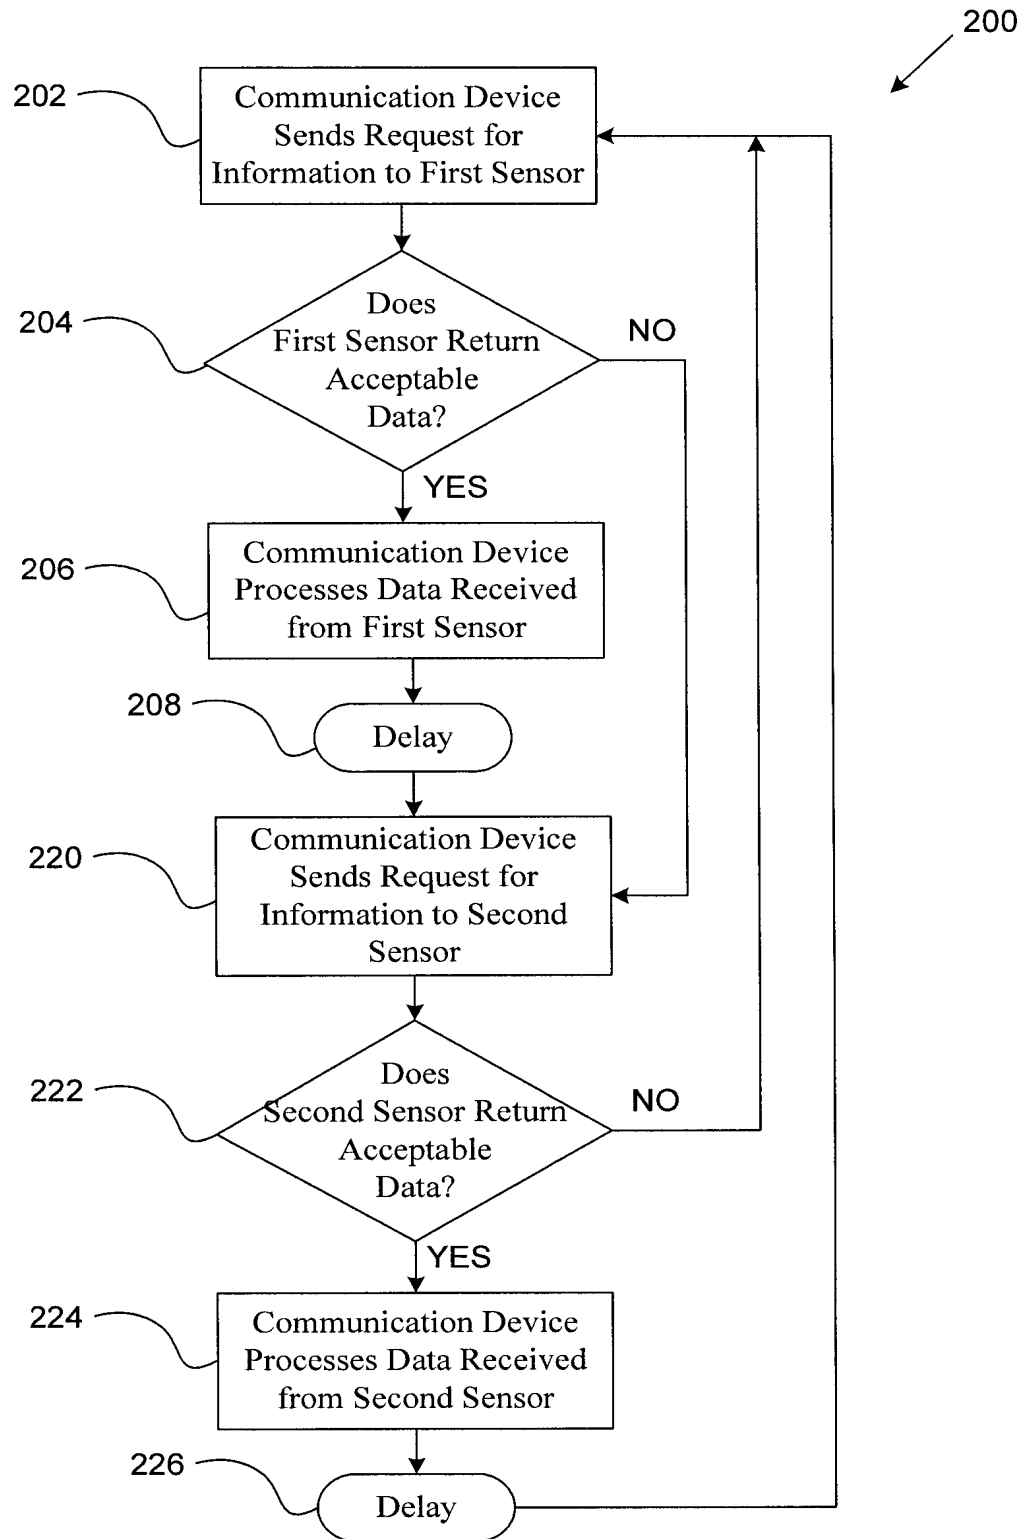 200
202
Communication Device
Sends Request for
Information to First Sensor
204
Does
First Sensor Return
Acceptable
Data?
NO
YES
206
Communication Device
Processes Data Received
from First Sensor
208
Delay
220
Communication Device
Sends Request for
Information to Second
Sensor
222
Does
Second Sensor Return
Acceptable
Data?
NO
YES
224
Communication Device
Processes Data Received
from Second Sensor
226
Delay